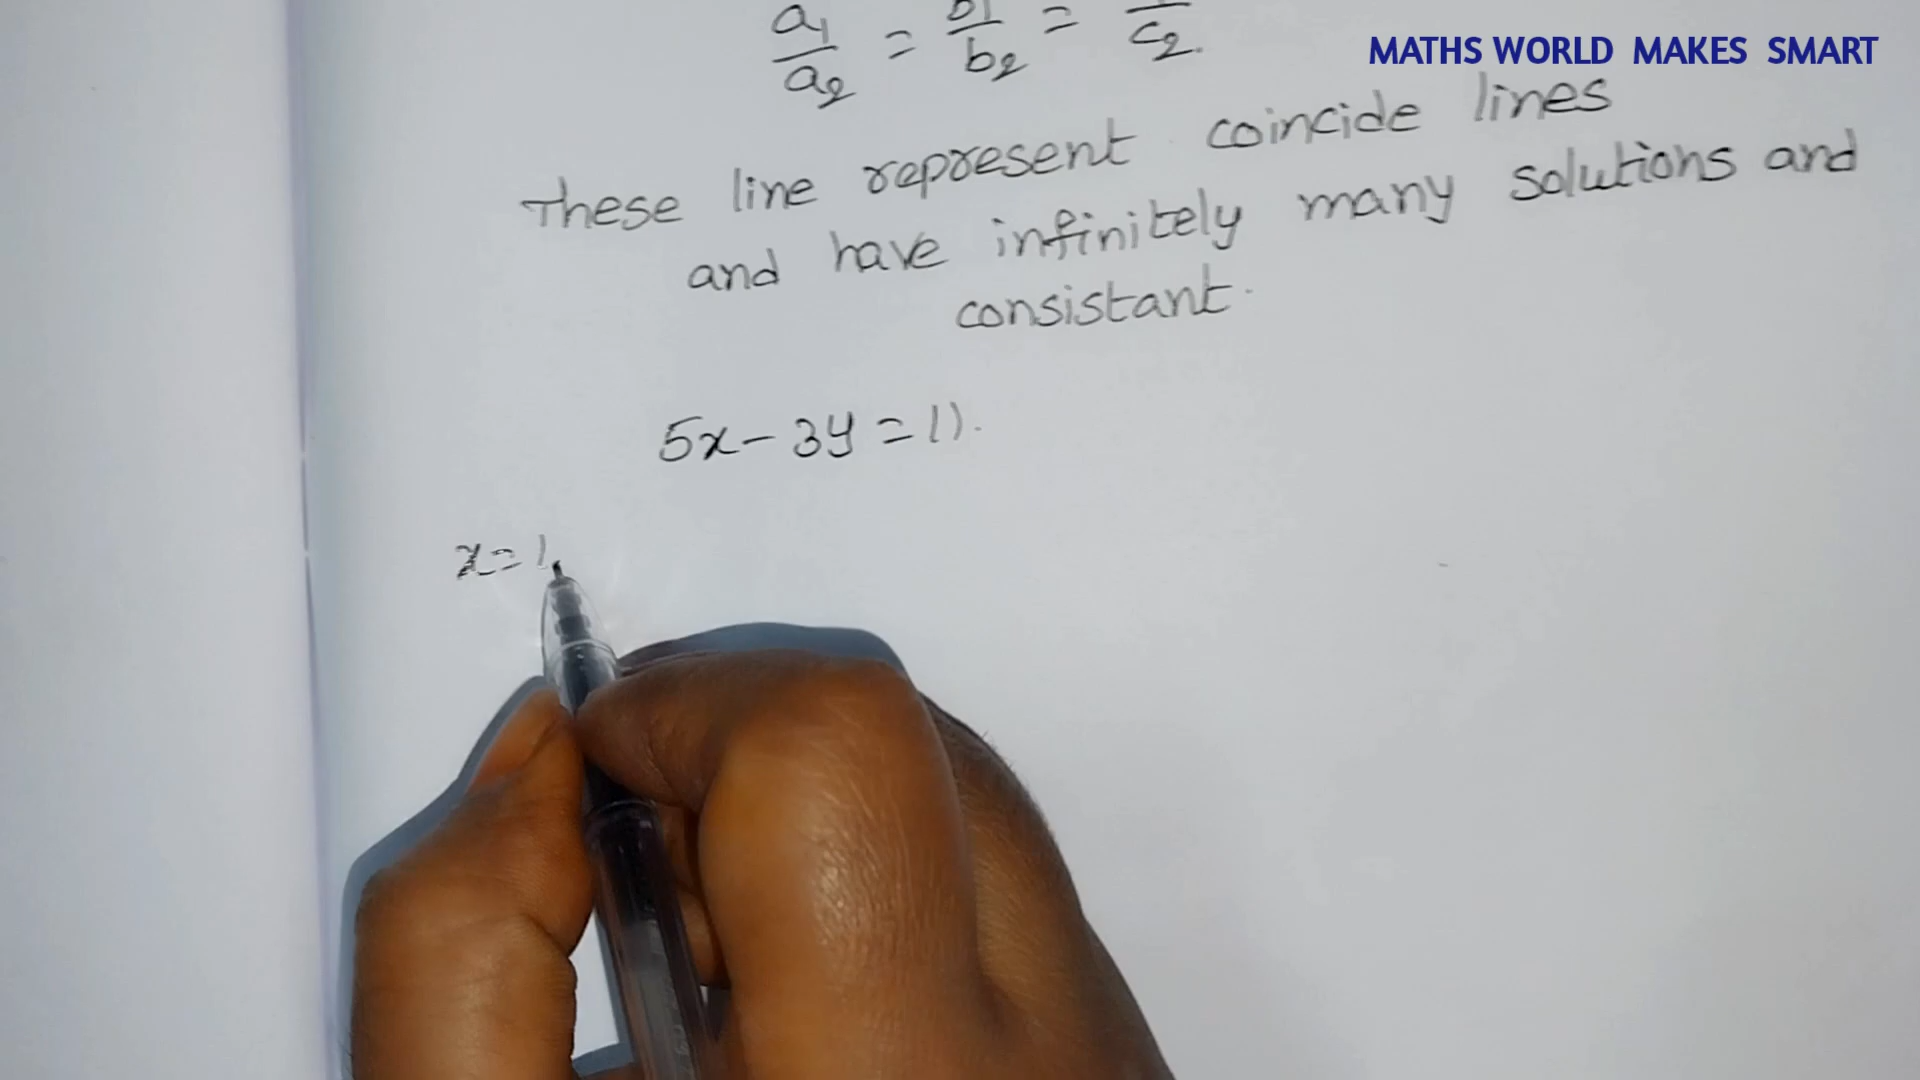 MATHS WORLD MAKES SMART
a1/a2 = b1/b2 = /c2.
These line represent coincide lines
and have infinitely many solutions and
consistant.
5x - 3y = 11.
x = 1,